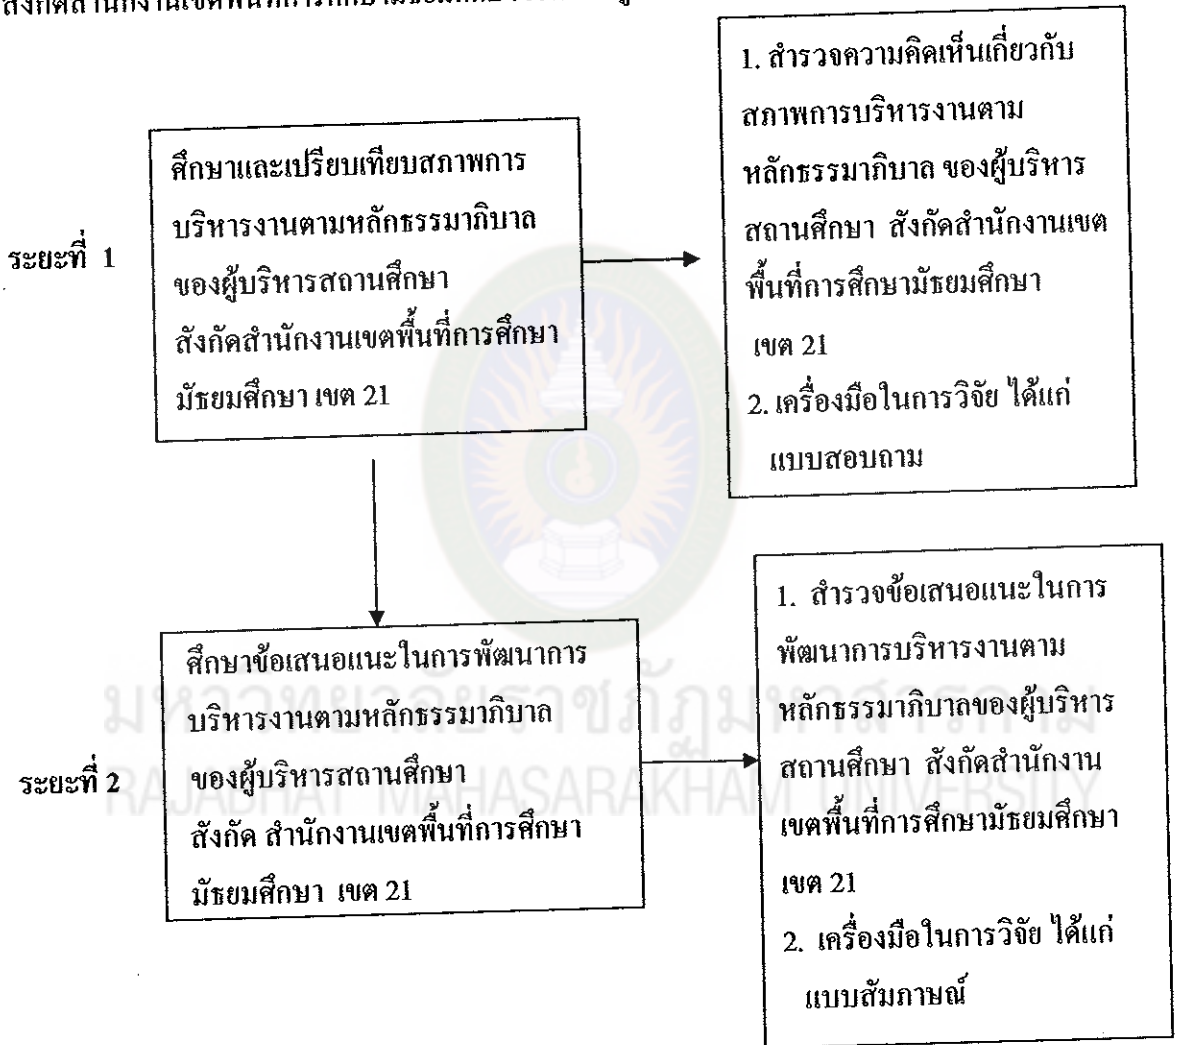 ระยะที่ 1
ศึกษาและเปรียบเทียบสภาพการ
บริหารงานตามหลักธรรมาภิบาล
ของผู้บริหารสถานศึกษา
สังกัดสำนักงานเขตพื้นที่การศึกษา
มัธยมศึกษา เขต 21
1. สำรวจความคิดเห็นเกี่ยวกับ
สภาพการบริหารงานตาม
หลักธรรมาภิบาล ของผู้บริหาร
สถานศึกษา สังกัดสำนักงานเขต
พื้นที่การศึกษามัธยมศึกษา
เขต 21
2. เครื่องมือในการวิจัย ได้แก่
แบบสอบถาม
ระยะที่ 2
ศึกษาข้อเสนอแนะในการพัฒนาการ
บริหารงานตามหลักธรรมาภิบาล
ของผู้บริหารสถานศึกษา
สังกัด สำนักงานเขตพื้นที่การศึกษา
มัธยมศึกษา เขต 21
1. สำรวจข้อเสนอแนะในการ
พัฒนาการบริหารงานตาม
หลักธรรมาภิบาลของผู้บริหาร
สถานศึกษา สังกัดสำนักงาน
เขตพื้นที่การศึกษามัธยมศึกษา
เขต 21
2. เครื่องมือในการวิจัย ได้แก่
แบบสัมภาษณ์
มหาวิทยาลัยราชภัฏมหาสารคาม
RAJABHAT MAHASARAKHAM UNIVERSITY